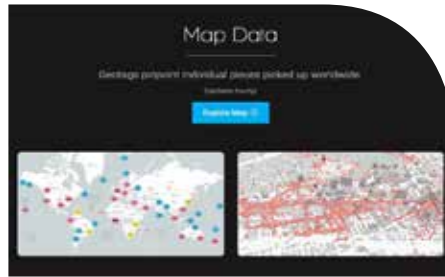 Map Data
Geotags pinpoint individual pieces picked up worldwide
Explore Map